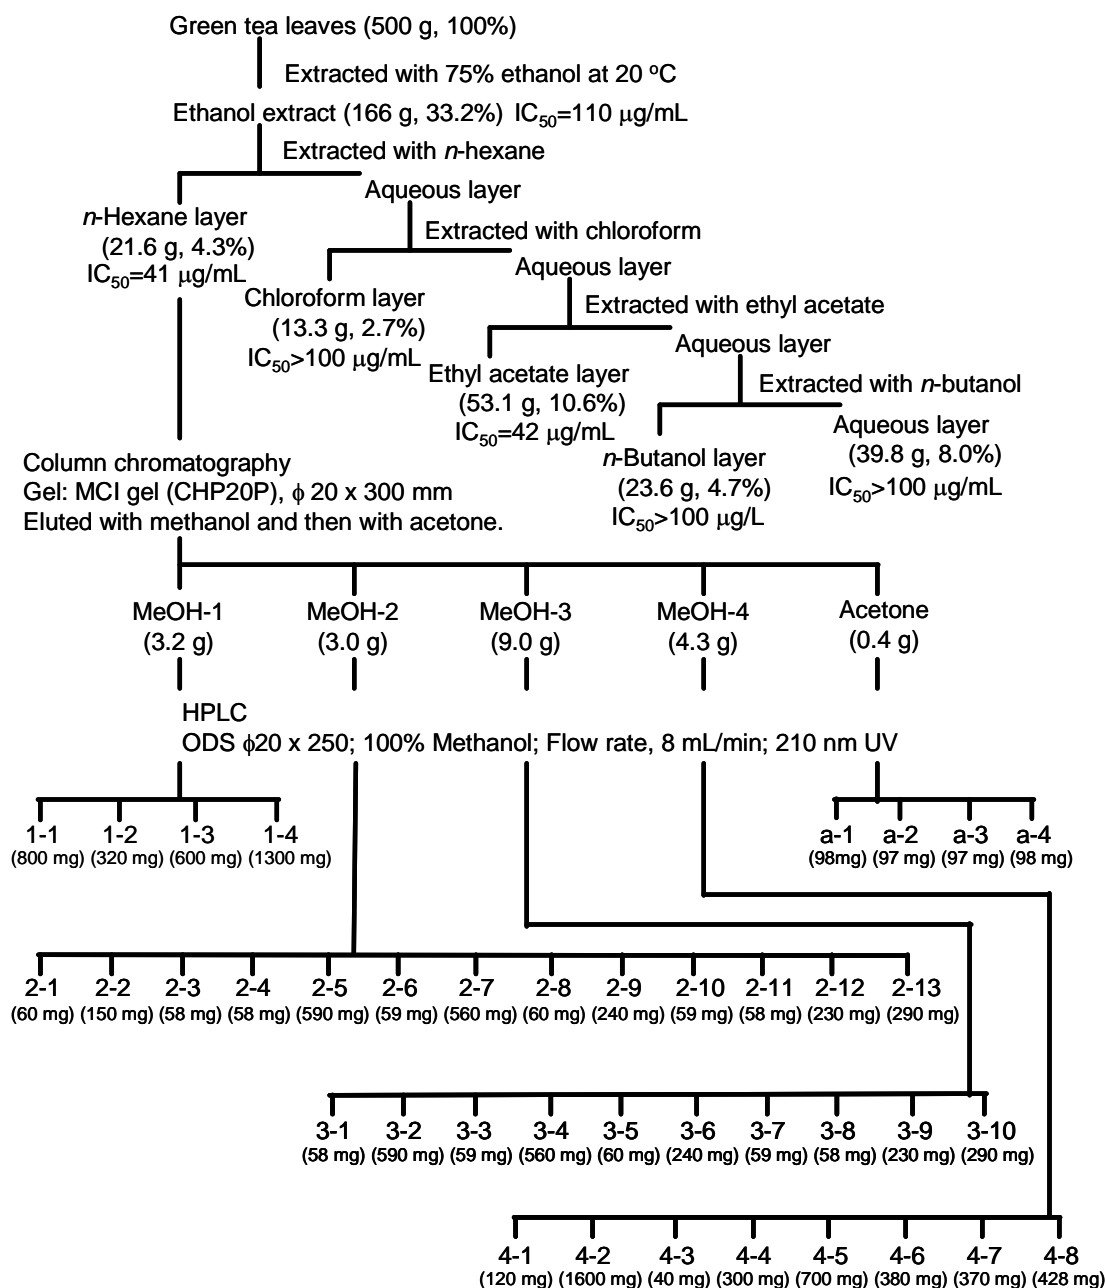 Green tea leaves (500 g, 100%)
Extracted with 75% ethanol at 20 ºC
Ethanol extract (166 g, 33.2%) IC50=110 μg/mL
Extracted with n-hexane
Aqueous layer
n-Hexane layer
(21.6 g, 4.3%)
IC50=41 μg/mL
Extracted with chloroform
Aqueous layer
Chloroform layer
(13.3 g, 2.7%)
IC50>100 μg/mL
Extracted with ethyl acetate
Aqueous layer
Ethyl acetate layer
(53.1 g, 10.6%)
IC50=42 μg/mL
Extracted with n-butanol
Aqueous layer
(39.8 g, 8.0%)
IC50>100 μg/mL
n-Butanol layer
(23.6 g, 4.7%)
IC50>100 μg/L
Column chromatography
Gel: MCI gel (CHP20P), ϕ 20 x 300 mm
Eluted with methanol and then with acetone.
MeOH-1 MeOH-2 MeOH-3 MeOH-4 Acetone
(3.2 g) (3.0 g) (9.0 g) (4.3 g) (0.4 g)
HPLC
ODS ϕ20 x 250; 100% Methanol; Flow rate, 8 mL/min; 210 nm UV
1-1 1-2 1-3 1-4 a-1 a-2 a-3 a-4
(800 mg) (320 mg) (600 mg) (1300 mg) (98mg) (97 mg) (97 mg) (98 mg)
2-1 2-2 2-3 2-4 2-5 2-6 2-7 2-8 2-9 2-10 2-11 2-12 2-13
(60 mg) (150 mg) (58 mg) (58 mg) (590 mg) (59 mg) (560 mg) (60 mg) (240 mg) (59 mg) (58 mg) (230 mg) (290 mg)
3-1 3-2 3-3 3-4 3-5 3-6 3-7 3-8 3-9 3-10
(58 mg) (590 mg) (59 mg) (560 mg) (60 mg) (240 mg) (59 mg) (58 mg) (230 mg) (290 mg)
4-1 4-2 4-3 4-4 4-5 4-6 4-7 4-8
(120 mg) (1600 mg) (40 mg) (300 mg) (700 mg) (380 mg) (370 mg) (428 mg)